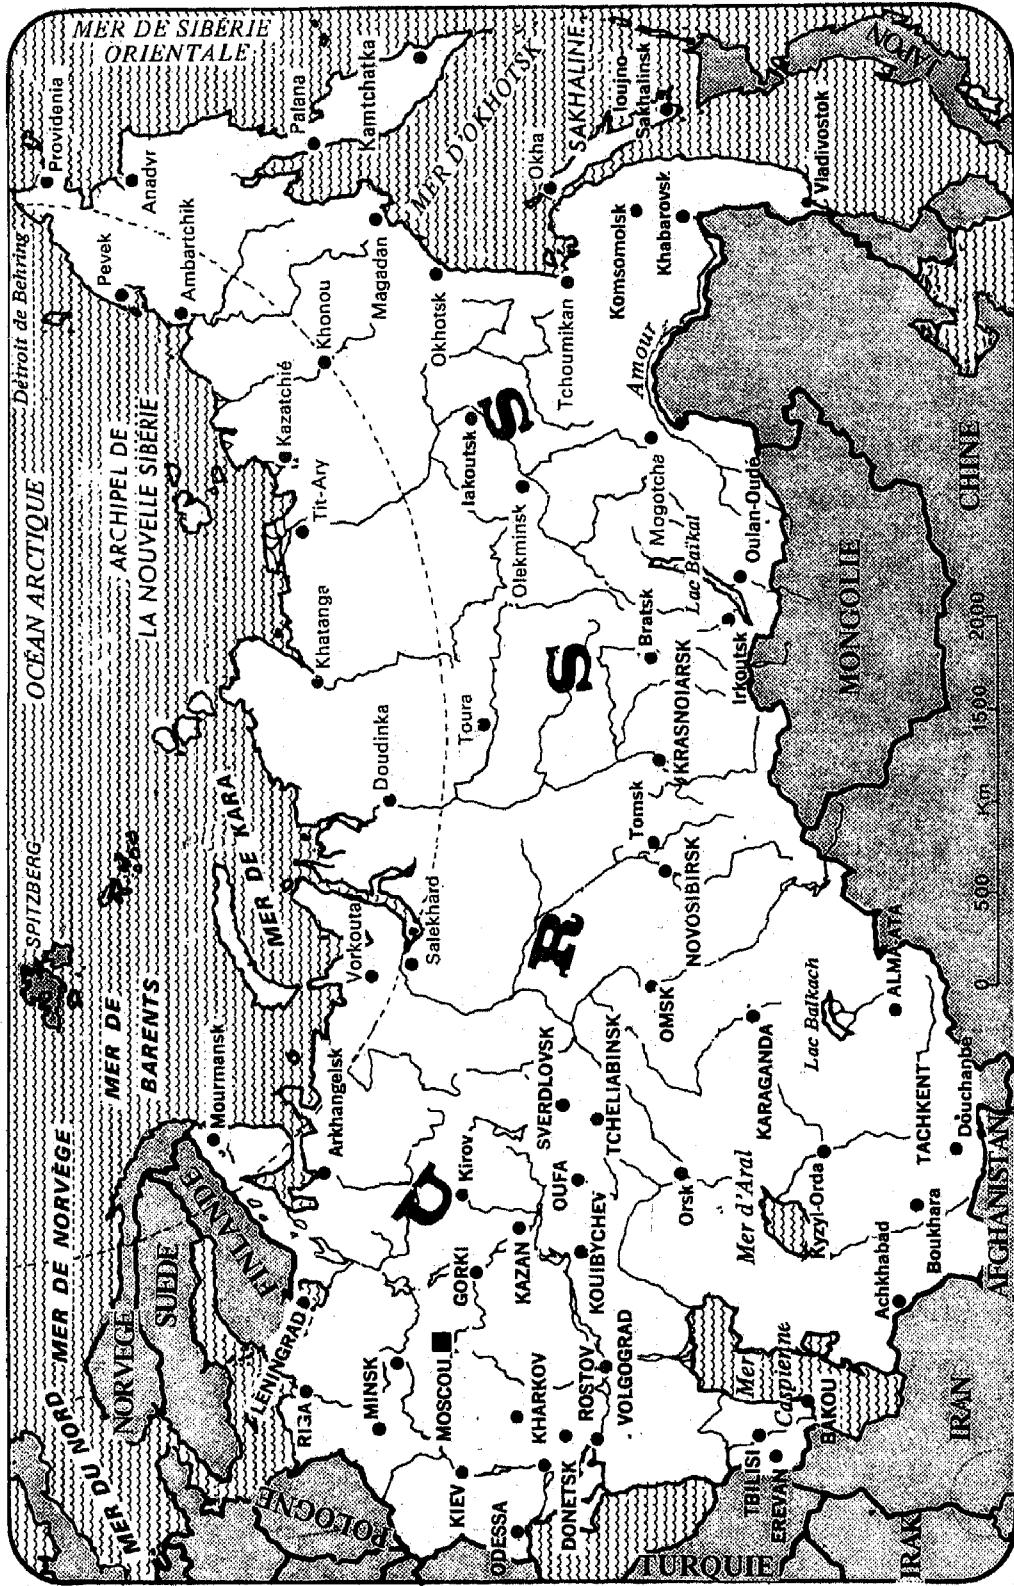 MER DU NORD
MER DE NORVÈGE
MER DE
BARENTS
SPITZBERG
OCÉAN ARCTIQUE
ARCHIPEL DE
LA NOUVELLE SIBÉRIE
Détroit de Behring
MER DE SIBÉRIE
ORIENTALE
NORVÈGE
SUEDE
FINLANDE
Mourmansk
MER DE KARA
Providenia
Pevek
Anadyr
Ambartchik
LENINGRAD
RIGA
Arkhangelsk
Vorkouta
Salekhard
Doudinka
Khatanga
Tit-Ary
Kazatchié
Khonou
Magadan
Palana
Kamtchatka
MER D'OKHOTSK
POLOGNE
MINSK
MOSCOU
KIEV
GORKI
Kirov
KAZAN
U R S S
Toura
Iakoutsk
Olekminsk
Okhotsk
Okha
SAKHALINE
ODESSA
KHARKOV
DONETSK
ROSTOV
VOLGOGRAD
KOUIBYCHEV
OUFA
SVERDLOVSK
TCHELIABINSK
Tchoumikan
Komsomolsk
Khabarovsk
Ioujno-
Sakhalinsk
OMSK
NOVOSIBIRSK
Tomsk
KRASNOIARSK
Bratsk
Irkoutsk
Lac Baïkal
Mogotche
Oulan-Oudé
Amour
Orsk
KARAGANDA
TURQUIE
TBILISI
EREVAN
Mer
Caspienne
BAKOU
Mer d'Aral
Kyzyl-Orda
Lac Balkach
ALMA-ATA
MONGOLIE
Vladivostok
JAPON
IRAK
IRAN
Achkhabad
Boukhara
TACHKENT
Douchanbé
AFGHANISTAN
CHINE
0 500 Km 1500 2000